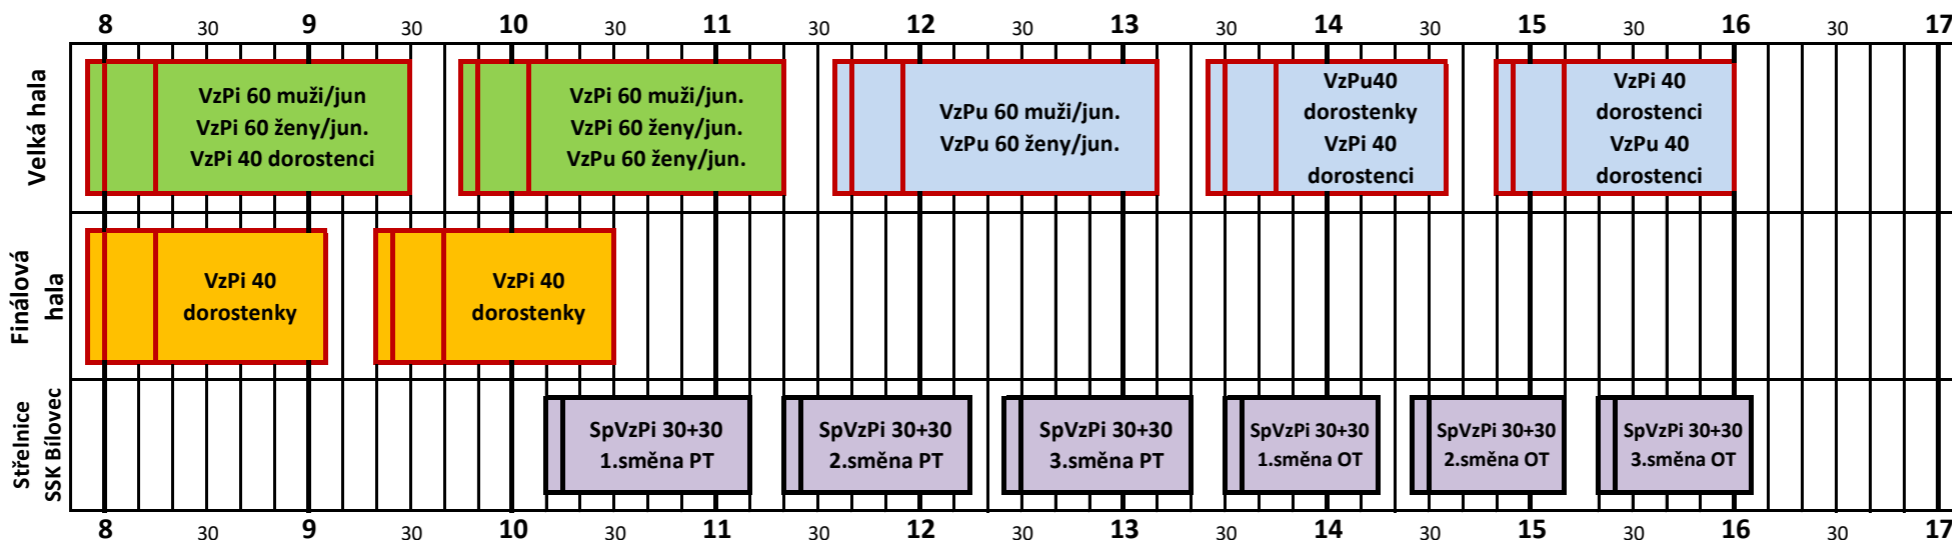 8 30 9 30 10 30 11 30 12 30 13 30 14 30 15 30 16 30 17
Velká hala
VzPi 60 muži/jun
VzPi 60 ženy/jun.
VzPi 40 dorostenci
VzPi 60 muži/jun.
VzPi 60 ženy/jun.
VzPu 60 ženy/jun.
VzPu 60 muži/jun.
VzPu 60 ženy/jun.
VzPu40
dorostenky
VzPi 40
dorostenci
VzPi 40
dorostenci
VzPu 40
dorostenci
Finálová
hala
VzPi 40
dorostenky
VzPi 40
dorostenky
Střelnice
SSK Bílovec
SpVzPi 30+30
1.směna PT
SpVzPi 30+30
2.směna PT
SpVzPi 30+30
3.směna PT
SpVzPi 30+30
1.směna OT
SpVzPi 30+30
2.směna OT
SpVzPi 30+30
3.směna OT
8 30 9 30 10 30 11 30 12 30 13 30 14 30 15 30 16 30 17